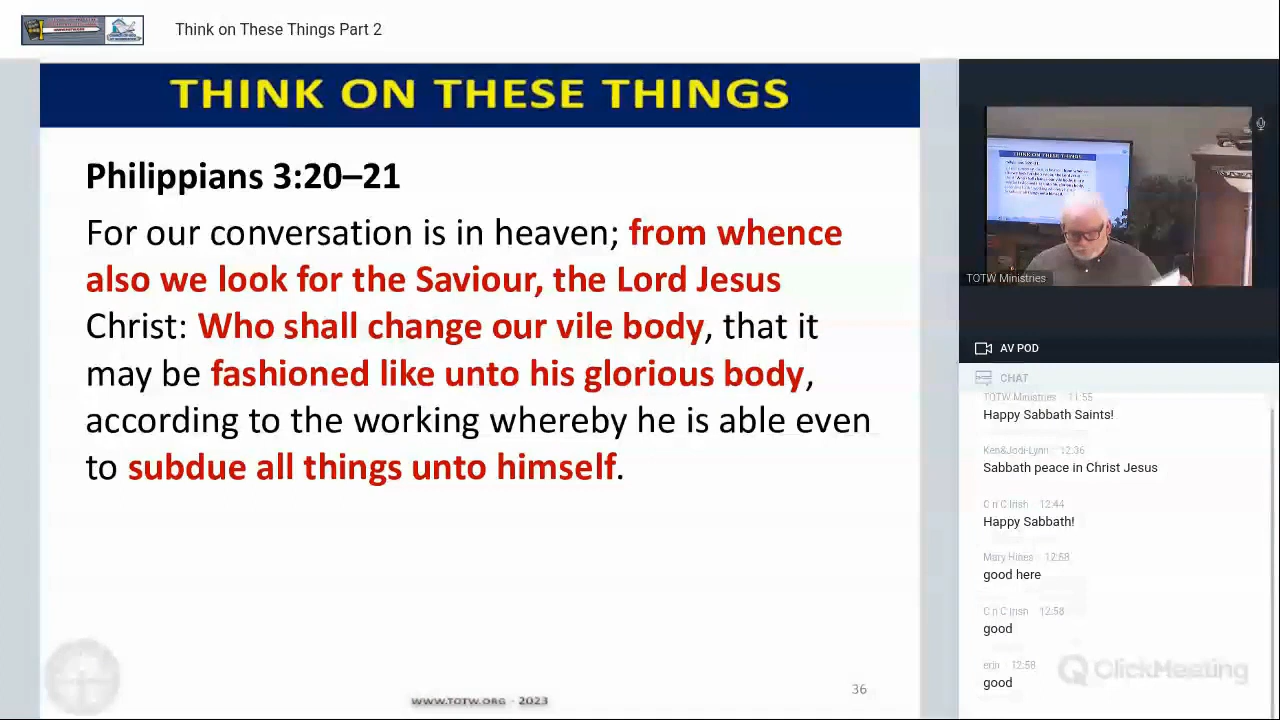 Think on These Things Part 2
THINK ON THESE THINGS
Philippians 3:20–21
For our conversation is in heaven; from whence
also we look for the Saviour, the Lord Jesus
Christ: Who shall change our vile body, that it
may be fashioned like unto his glorious body,
according to the working whereby he is able even
to subdue all things unto himself.
WWW.TOTW.ORG - 2023
36
TOTW Ministries
AV POD
CHAT
TOTW Ministries 11:55
Happy Sabbath Saints!
Ken&Jodi-Lynn 12:36
Sabbath peace in Christ Jesus
C n C Irish 12:44
Happy Sabbath!
Mary Hines 12:58
good here
C n C Irish 12:58
good
erin 12:58
good
ClickMeeting